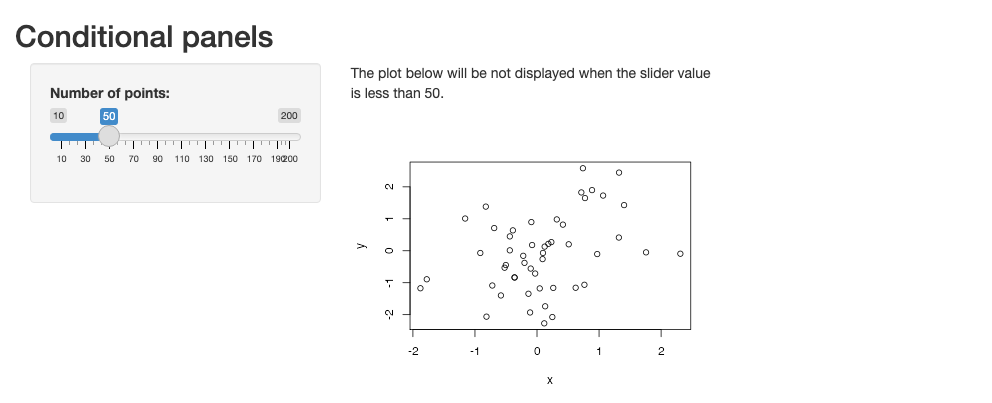 Conditional panels
Number of points:
10 50 200
10 30 50 70 90 110 130 150 170 190 200
The plot below will be not displayed when the slider value
is less than 50.
y
2
1
0
-1
-2
-2 -1 0 1 2
x